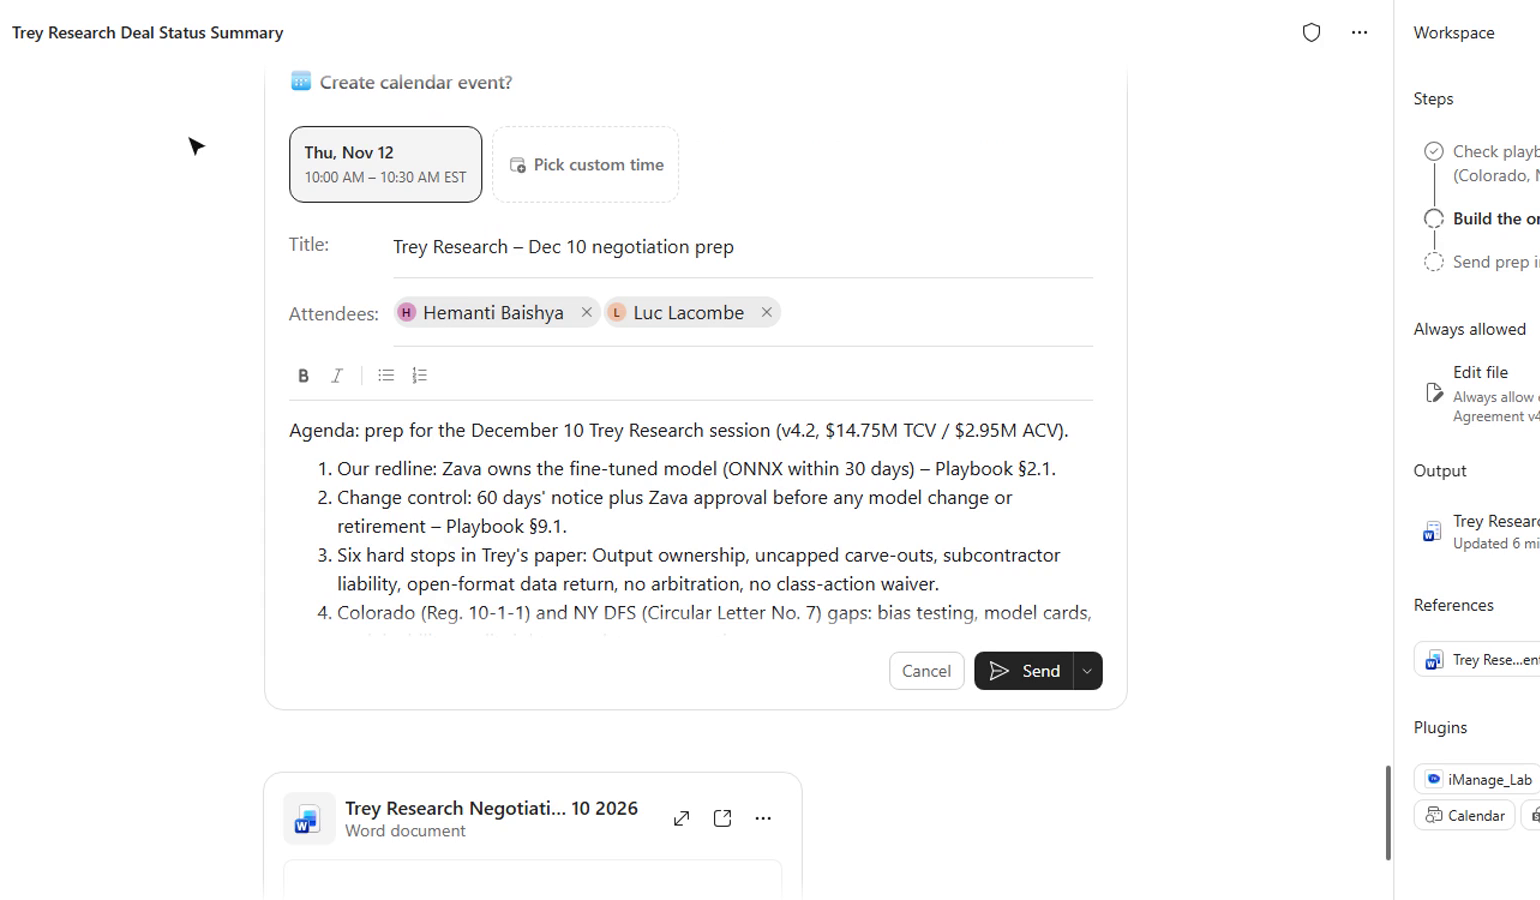 Trey Research Deal Status Summary
Create calendar event?
Thu, Nov 12
10:00 AM – 10:30 AM EST
Pick custom time
Title:
Trey Research – Dec 10 negotiation prep
Attendees:
H Hemanti Baishya
L Luc Lacombe
B I
Agenda: prep for the December 10 Trey Research session (v4.2, $14.75M TCV / $2.95M ACV).
1. Our redline: Zava owns the fine-tuned model (ONNX within 30 days) – Playbook §2.1.
2. Change control: 60 days' notice plus Zava approval before any model change or
retirement – Playbook §9.1.
3. Six hard stops in Trey's paper: Output ownership, uncapped carve-outs, subcontractor
liability, open-format data return, no arbitration, no class-action waiver.
4. Colorado (Reg. 10-1-1) and NY DFS (Circular Letter No. 7) gaps: bias testing, model cards,
Cancel
Send
Trey Research Negotiati... 10 2026
Word document
Workspace
Steps
Check playb
(Colorado, N
Build the or
Send prep i
Always allowed
Edit file
Always allow
Agreement v4
Output
Trey Researc
Updated 6 mi
References
Trey Rese...ent
Plugins
iManage_Lab
Calendar